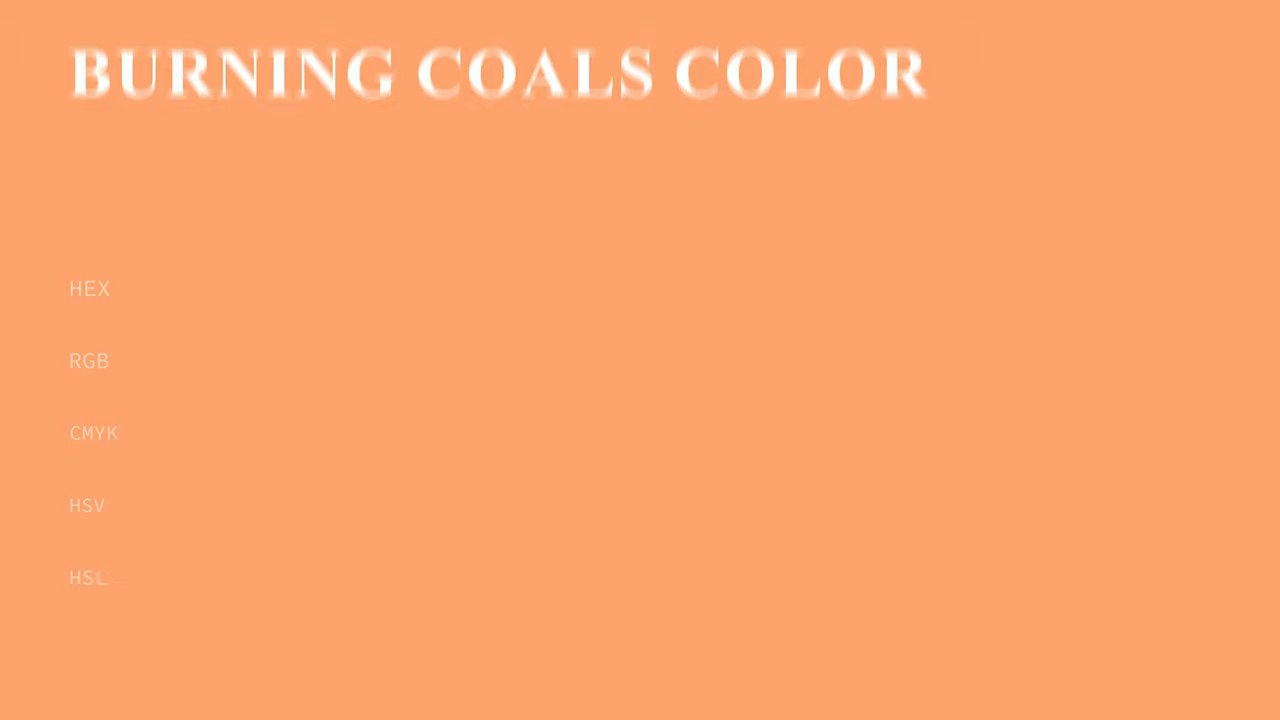 BURNING COALS COLOR
HEX
RGB
CMYK
HSV
HSL